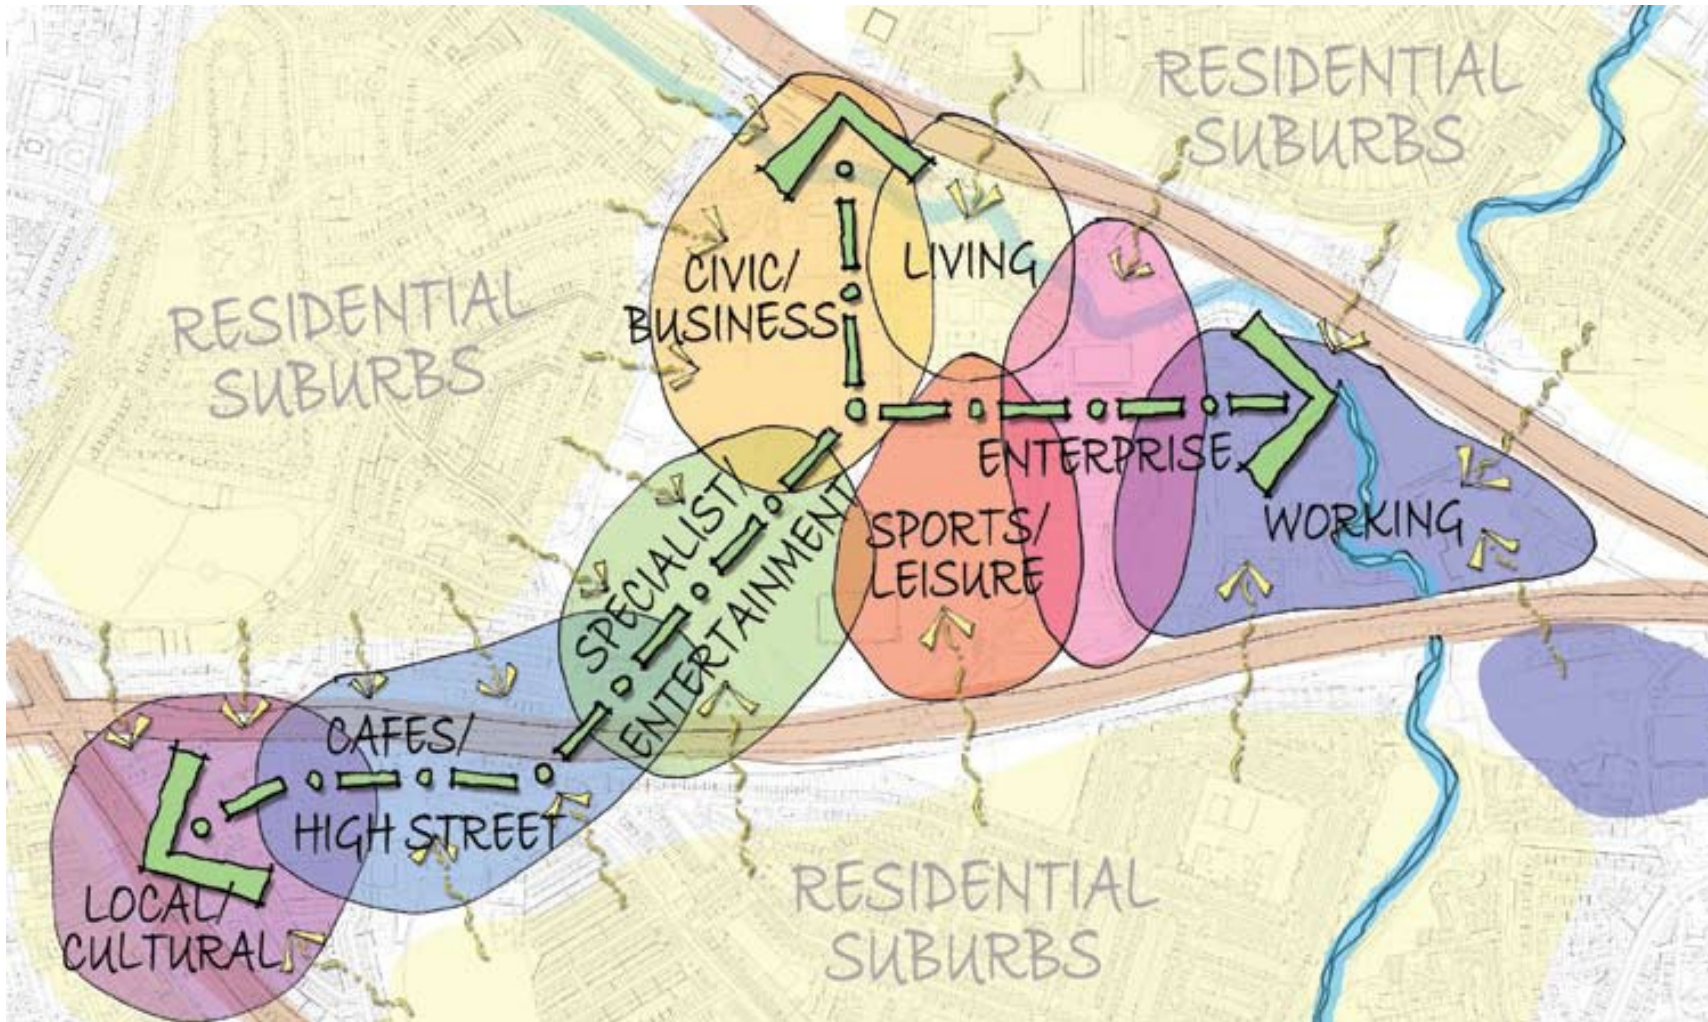 RESIDENTIAL
SUBURBS
CIVIC/
BUSINESS
LIVING
RESIDENTIAL
SUBURBS
ENTERPRISE
SPORTS/
LEISURE
WORKING
SPECIALIST/
ENTERTAINMENT
CAFES/
HIGH STREET
LOCAL/
CULTURAL
RESIDENTIAL
SUBURBS